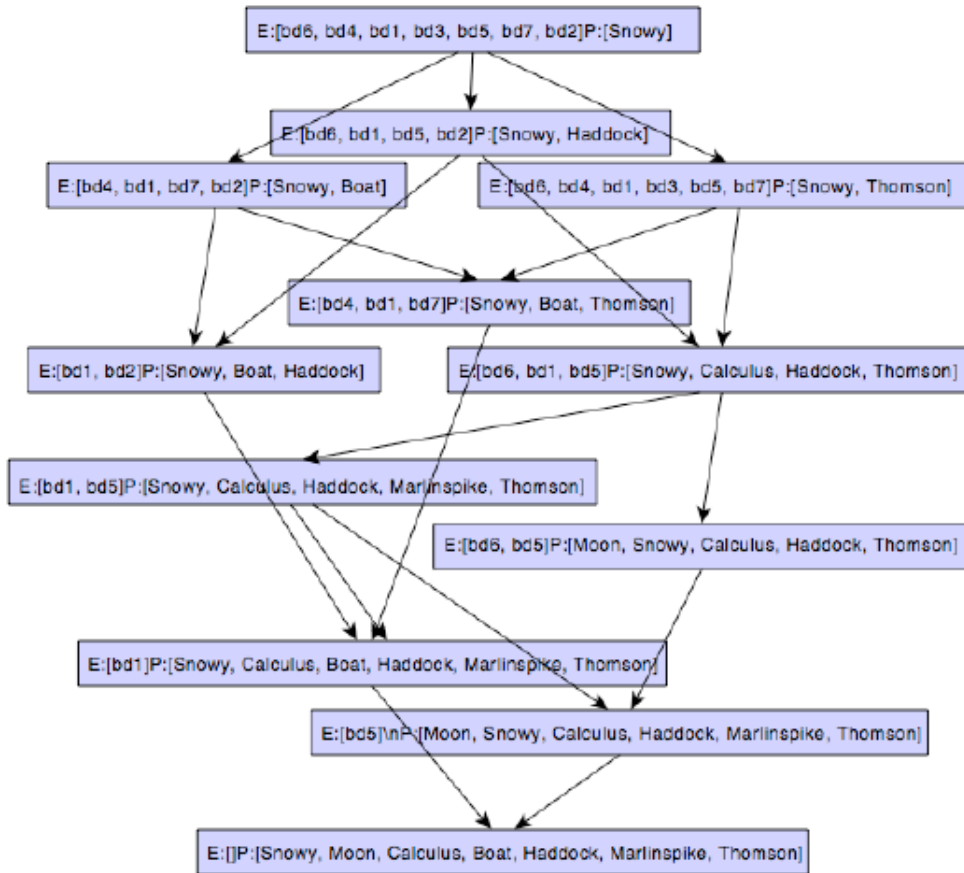 E:[bd6, bd4, bd1, bd3, bd5, bd7, bd2]P:[Snowy]
E:[bd6, bd1, bd5, bd2]P:[Snowy, Haddock]
E:[bd4, bd1, bd7, bd2]P:[Snowy, Boat]
E:[bd6, bd4, bd1, bd3, bd5, bd7]P:[Snowy, Thomson]
E:[bd4, bd1, bd7]P:[Snowy, Boat, Thomson]
E:[bd1, bd2]P:[Snowy, Boat, Haddock]
E:[bd6, bd1, bd5]P:[Snowy, Calculus, Haddock, Thomson]
E:[bd1, bd5]P:[Snowy, Calculus, Haddock, Marlinspike, Thomson]
E:[bd6, bd5]P:[Moon, Snowy, Calculus, Haddock, Thomson]
E:[bd1]P:[Snowy, Calculus, Boat, Haddock, Marlinspike, Thomson]
E:[bd5]\nP:[Moon, Snowy, Calculus, Haddock, Marlinspike, Thomson]
E:[]P:[Snowy, Moon, Calculus, Boat, Haddock, Marlinspike, Thomson]